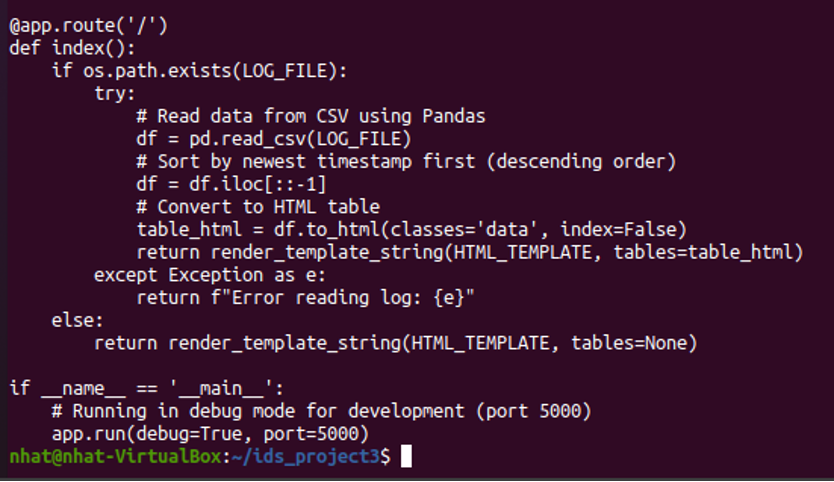 @app.route('/')
def index():
    if os.path.exists(LOG_FILE):
        try:
            # Read data from CSV using Pandas
            df = pd.read_csv(LOG_FILE)
            # Sort by newest timestamp first (descending order)
            df = df.iloc[::-1]
            # Convert to HTML table
            table_html = df.to_html(classes='data', index=False)
            return render_template_string(HTML_TEMPLATE, tables=table_html)
        except Exception as e:
            return f"Error reading log: {e}"
    else:
        return render_template_string(HTML_TEMPLATE, tables=None)

if __name__ == '__main__':
    # Running in debug mode for development (port 5000)
    app.run(debug=True, port=5000)
nhat@nhat-VirtualBox:~/ids_project3$